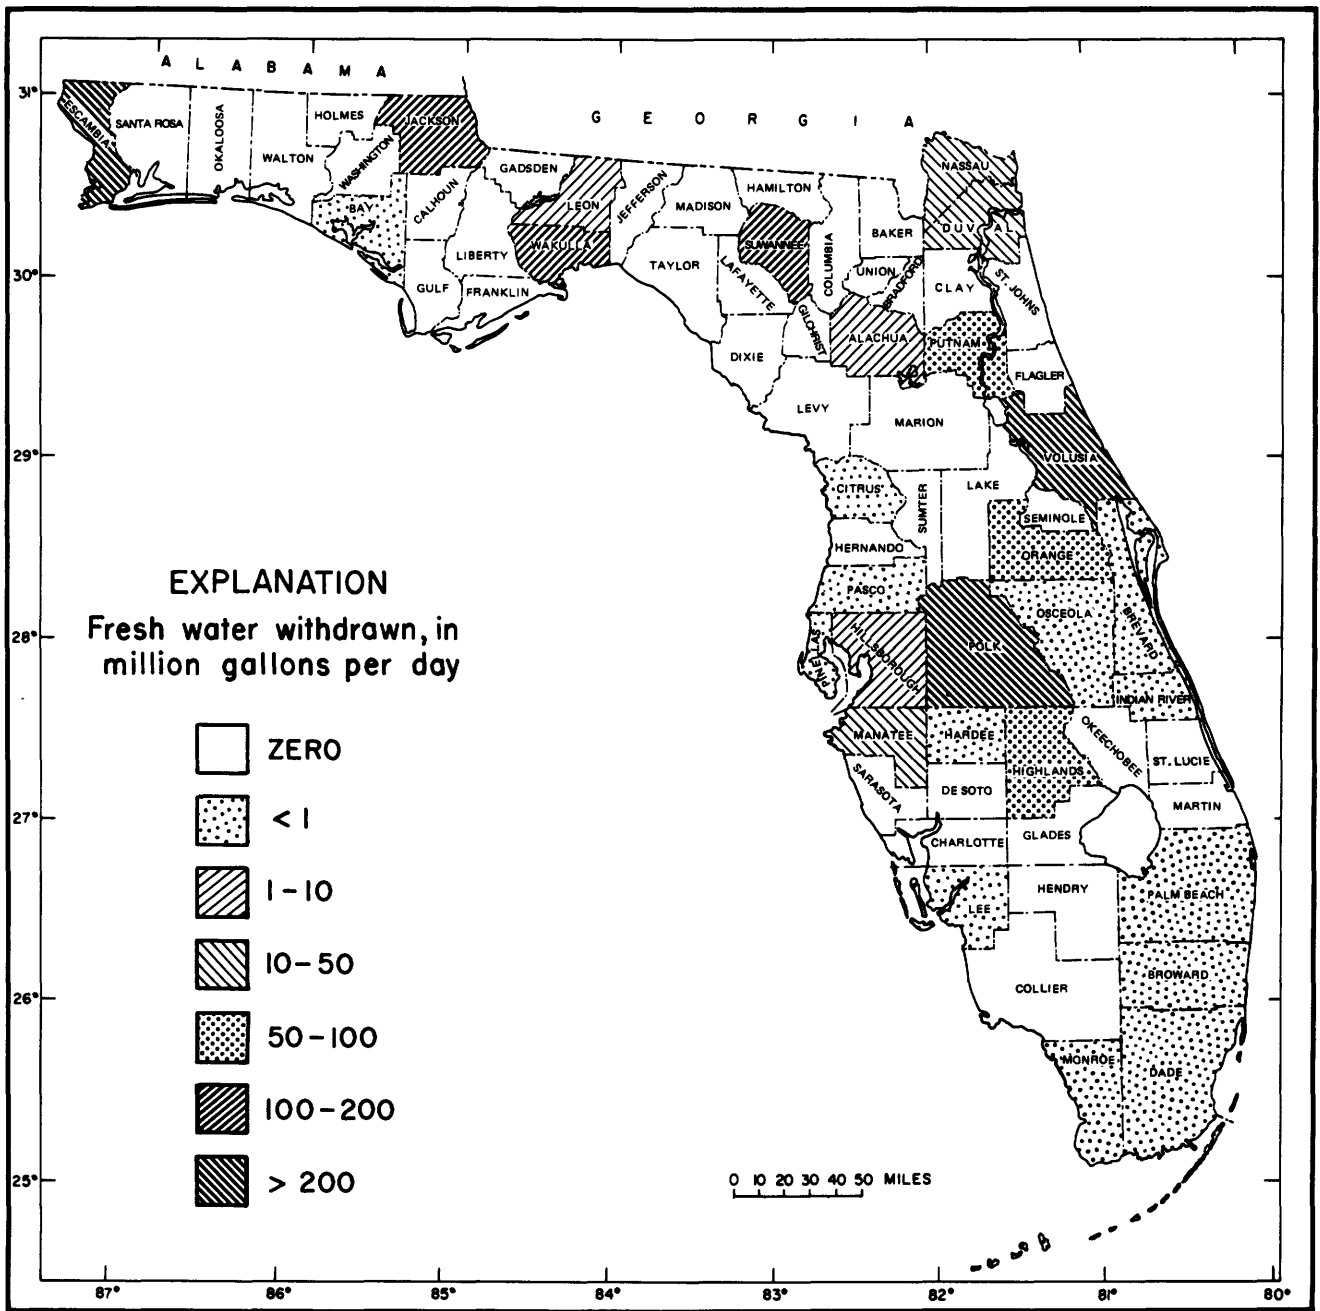 ALABAMA
GEORGIA
31°
30°
29°
28°
27°
26°
25°
ESCAMBIA
SANTA ROSA
OKALOOSA
WALTON
HOLMES
WASHINGTON
JACKSON
BAY
CALHOUN
GULF
GADSDEN
LIBERTY
FRANKLIN
LEON
WAKULLA
JEFFERSON
MADISON
TAYLOR
HAMILTON
SUWANNEE
LAFAYETTE
DIXIE
COLUMBIA
GILCHRIST
BAKER
UNION
BRADFORD
NASSAU
DUVAL
CLAY
ST. JOHNS
ALACHUA
PUTNAM
FLAGLER
LEVY
MARION
VOLUSIA
CITRUS
SUMTER
LAKE
SEMINOLE
HERNANDO
ORANGE
PASCO
OSCEOLA
BREVARD
PINELLAS
HILLSBOROUGH
POLK
INDIAN RIVER
MANATEE
HARDEE
OKEECHOBEE
ST. LUCIE
SARASOTA
DE SOTO
HIGHLANDS
MARTIN
CHARLOTTE
GLADES
LEE
HENDRY
PALM BEACH
BROWARD
COLLIER
MONROE
DADE
EXPLANATION
Fresh water withdrawn, in
million gallons per day
ZERO
< 1
1-10
10-50
50-100
100-200
> 200
0 10 20 30 40 50 MILES
87° 86° 85° 84° 83° 82° 81° 80°